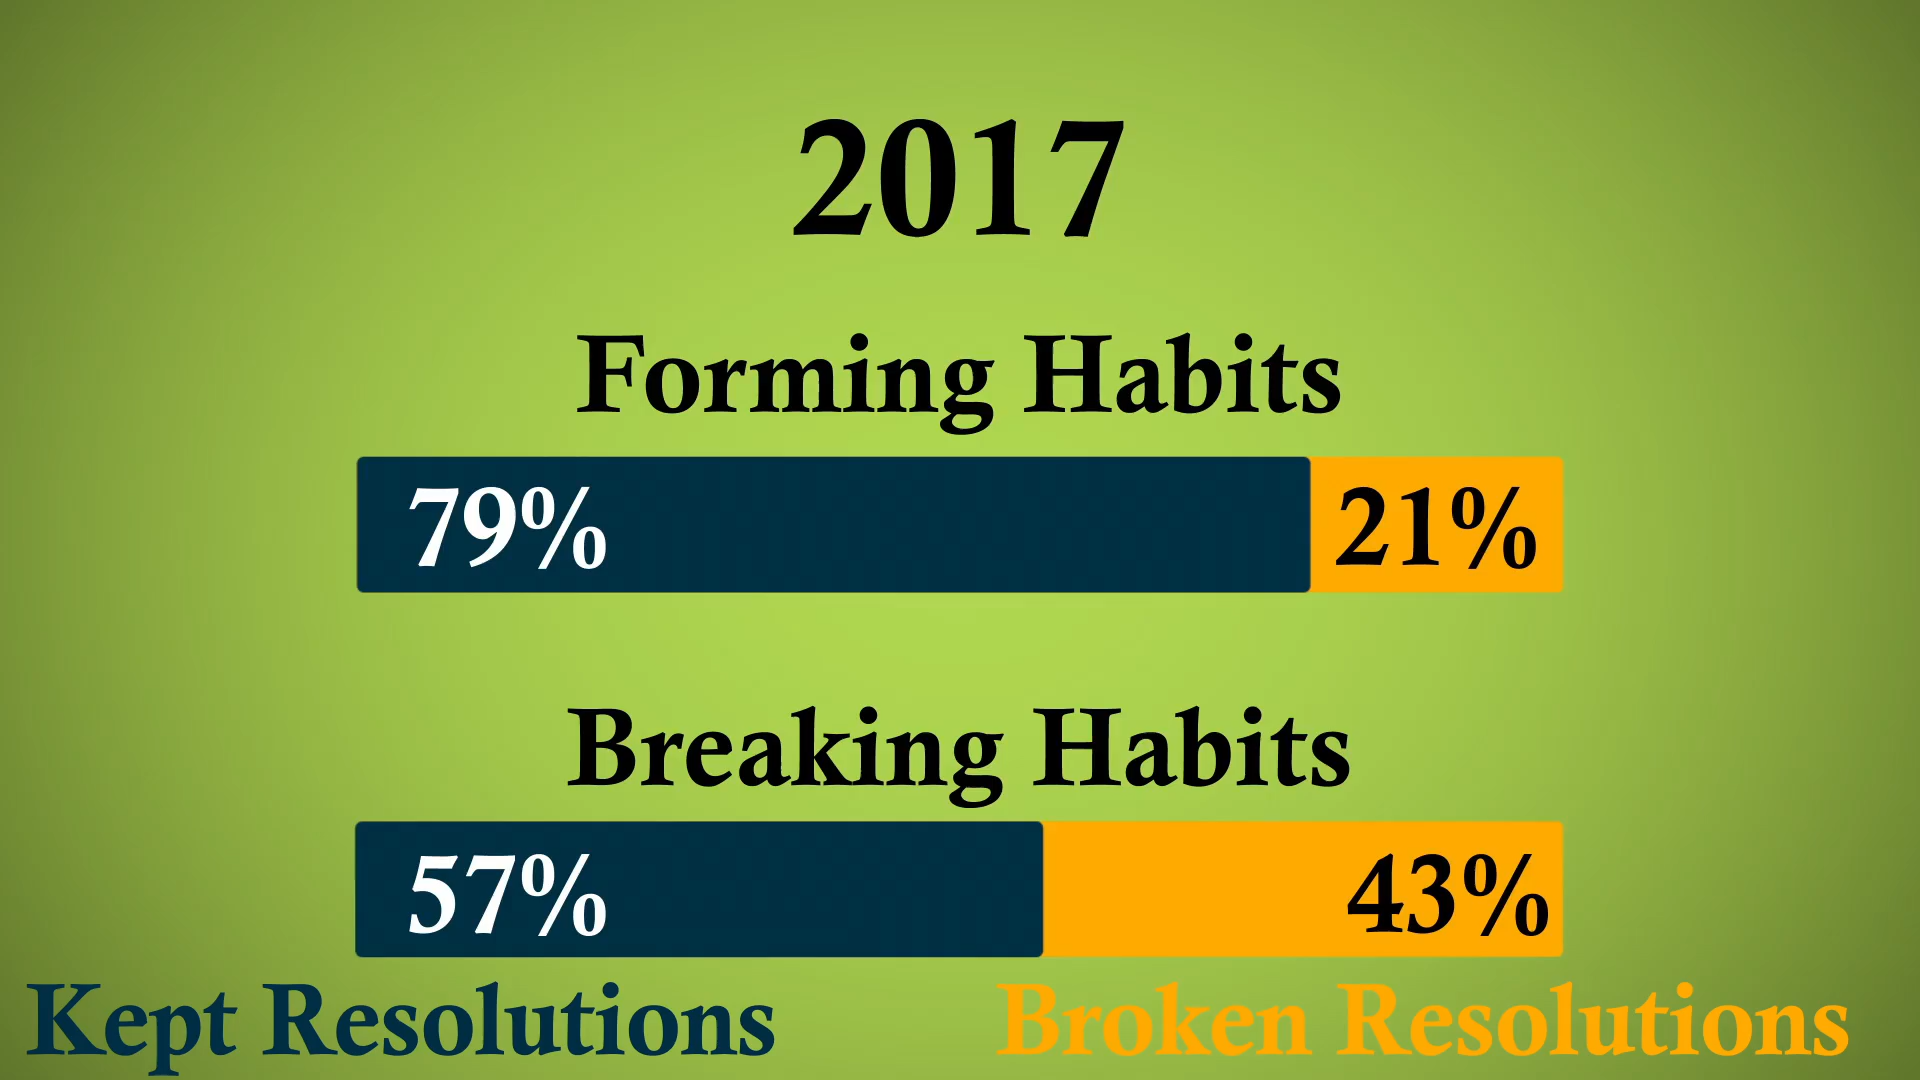 2017
Forming Habits
79% 21%
Breaking Habits
57% 43%
Kept Resolutions Broken Resolutions